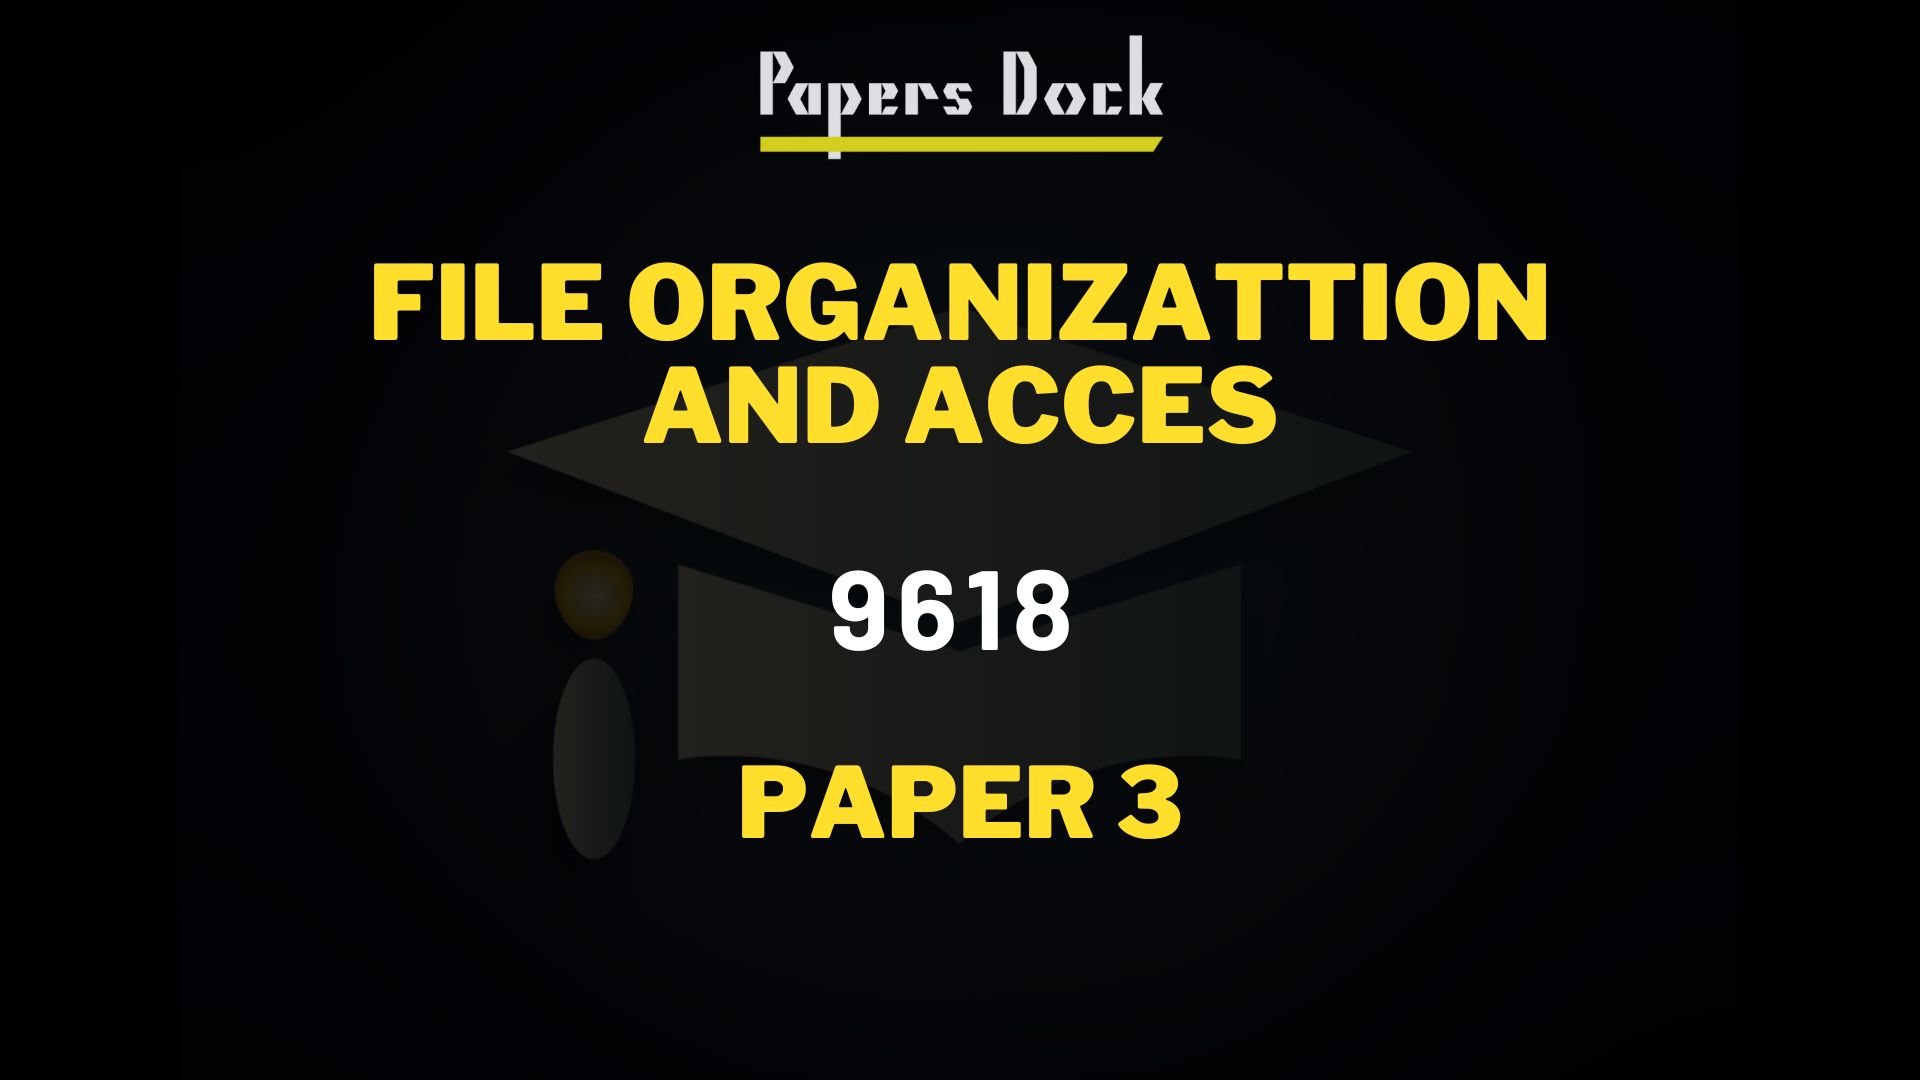 Papers Dock
FILE ORGANIZATTION
AND ACCES
9618
PAPER 3